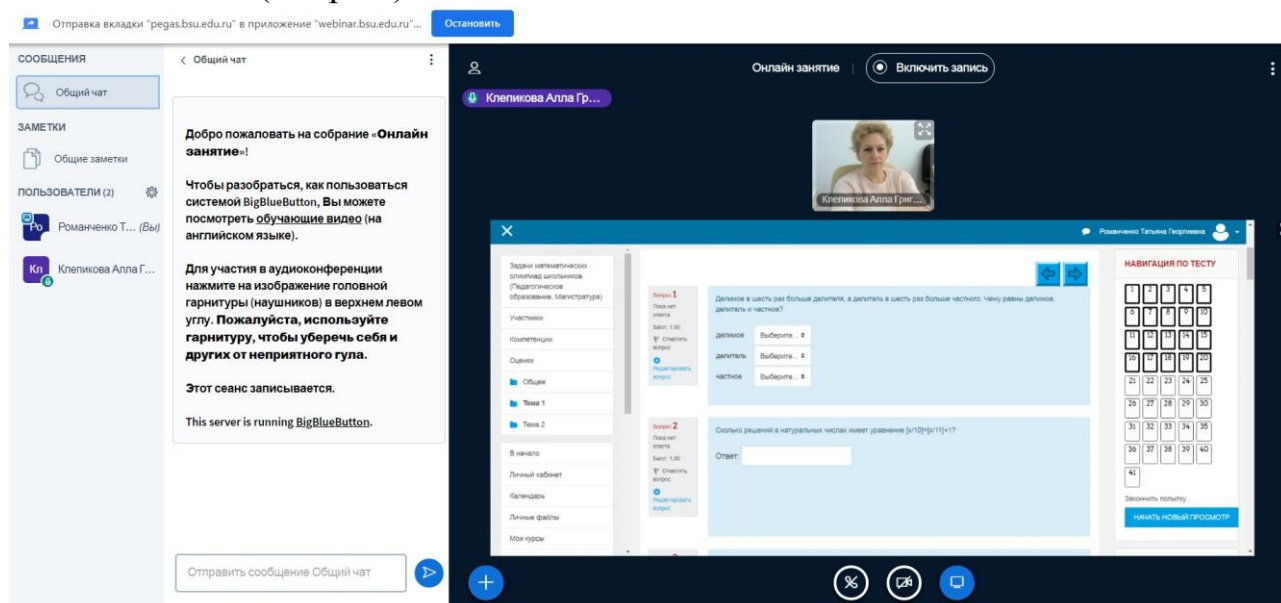 Отправка вкладки "pegas.bsu.edu.ru" в приложение "webinar.bsu.edu.ru"...
Остановить
СООБЩЕНИЯ
Общий чат
ЗАМЕТКИ
Общие заметки
ПОЛЬЗОВАТЕЛИ (2)
Ро
Романченко Т... (Вы)
Кл
Клепикова Алла Г...
Общий чат
Добро пожаловать на собрание «Онлайн
занятие»!
Чтобы разобраться, как пользоваться
системой BigBlueButton, Вы можете
посмотреть обучающие видео (на
английском языке).
Для участия в аудиоконференции
нажмите на изображение головной
гарнитуры (наушников) в верхнем левом
углу. Пожалуйста, используйте
гарнитуру, чтобы уберечь себя и
других от неприятного гула.
Этот сеанс записывается.
This server is running BigBlueButton.
Отправить сообщение Общий чат
Онлайн занятие
Включить запись
Клепикова Алла Гр...
Клепикова Алла Григ...
Романченко Татьяна Георгиевна
Задачи математических
олимпиад школьников
(Педагогическое
образование, Магистратура)
Участники
Компетенции
Оценки
Общее
Тема 1
Тема 2
В начало
Личный кабинет
Календарь
Личные файлы
Мои курсы
Вопрос 1
Пока нет
ответа
Балл: 1,00
Отметить
вопрос
Редактировать
вопрос
Делимое в шесть раз больше делителя, а делитель в шесть раз больше частного. Чему равны делимое,
делитель и частное?
делимое Выберите...
делитель Выберите...
частное Выберите...
Вопрос 2
Пока нет
ответа
Балл: 1,00
Отметить
вопрос
Редактировать
вопрос
Сколько решений в натуральных числах имеет уравнение [x/10]=[x/11]+1?
Ответ:
НАВИГАЦИЯ ПО ТЕСТУ
1 2 3 4 5
6 7 8 9 10
11 12 13 14 15
16 17 18 19 20
21 22 23 24 25
26 27 28 29 30
31 32 33 34 35
36 37 38 39 40
41
Закончить попытку...
НАЧАТЬ НОВЫЙ ПРОСМОТР